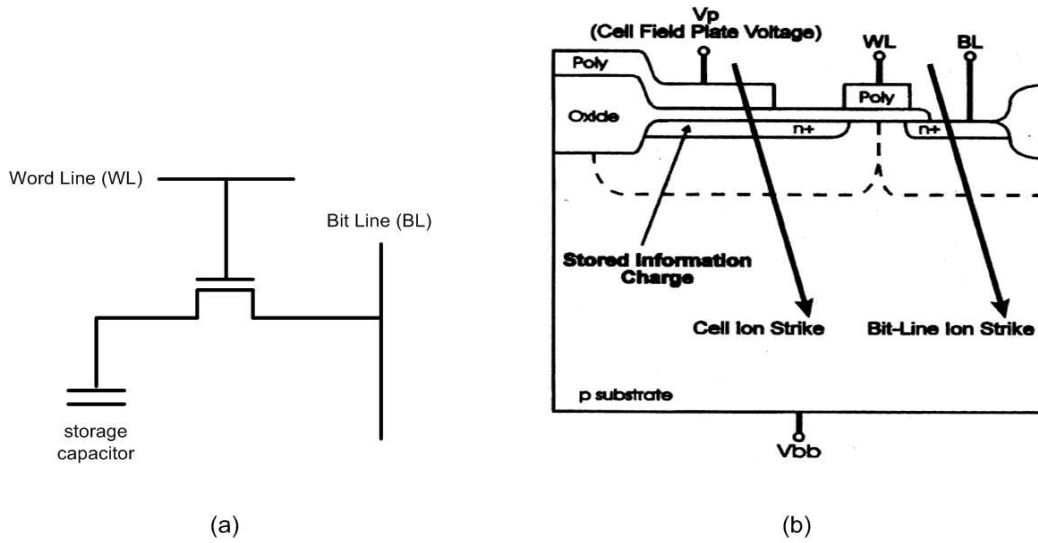 Word Line (WL)
Bit Line (BL)
storage
capacitor
(a)
Vp
(Cell Field Plate Voltage)
WL
BL
Poly
Poly
Oxide
n+
n+
Stored Information
Charge
Cell Ion Strike
Bit-Line Ion Strike
p substrate
Vbb
(b)